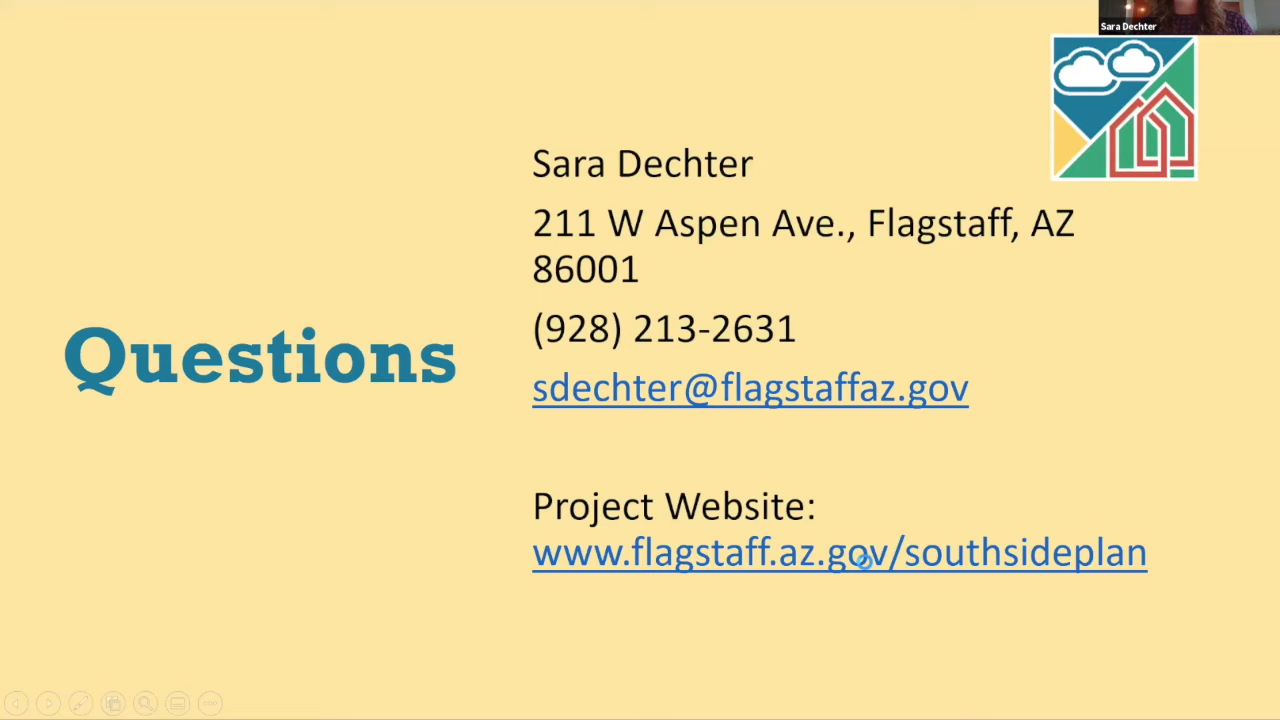 Sara Dechter
Questions
Sara Dechter
211 W Aspen Ave., Flagstaff, AZ
86001
(928) 213-2631
sdechter@flagstaffaz.gov
Project Website:
www.flagstaff.az.gov/southsideplan